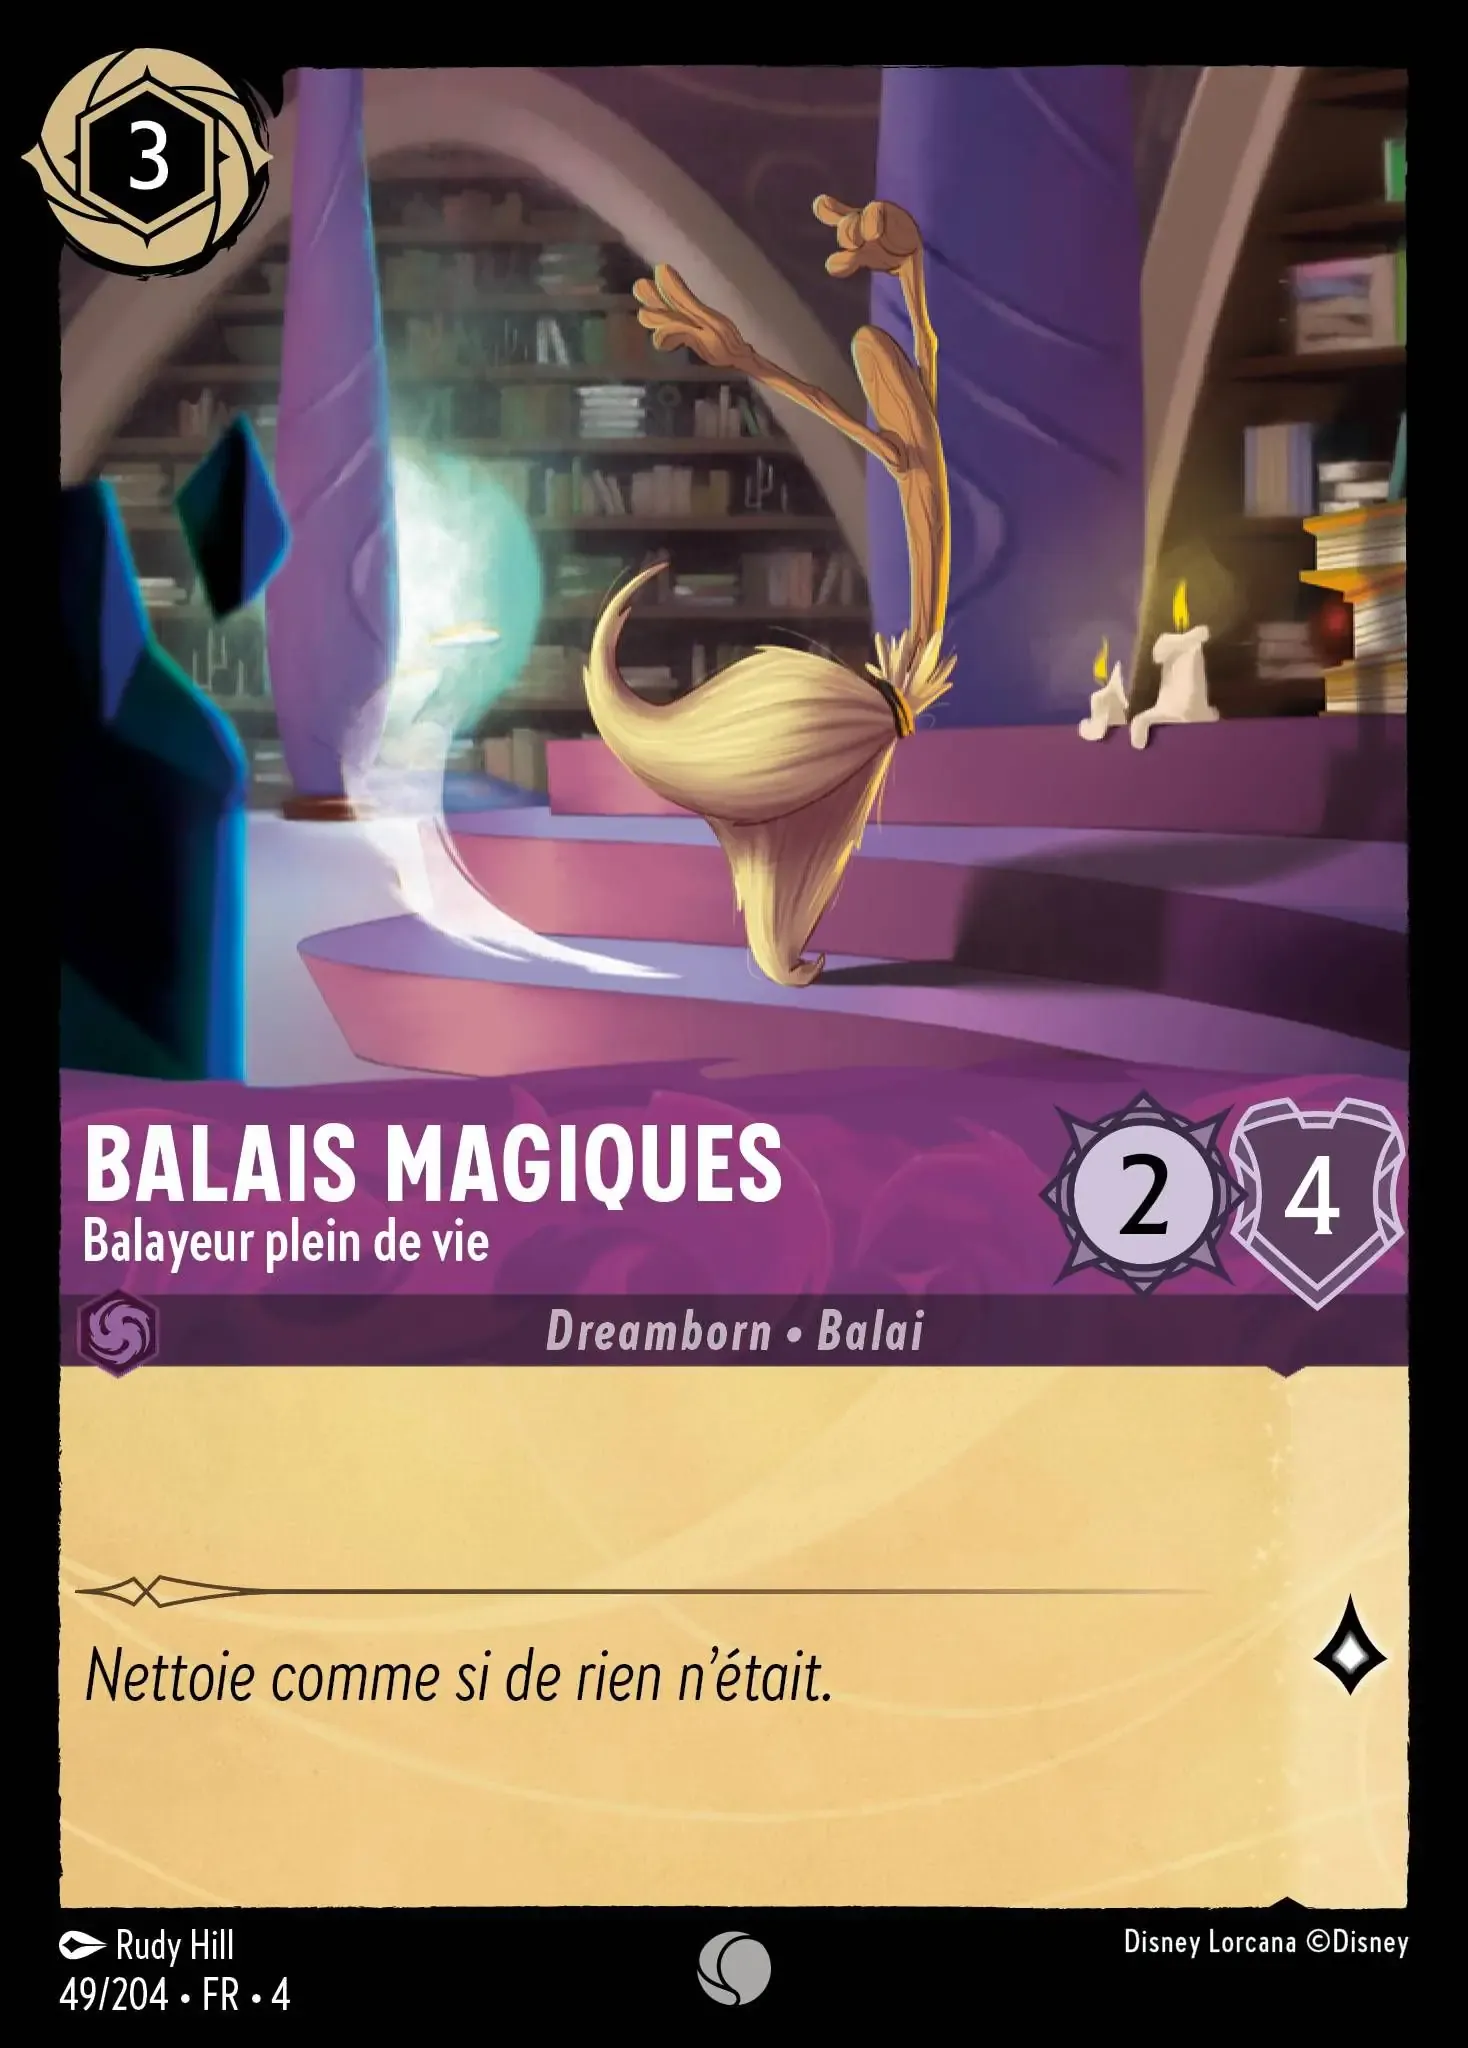 3
BALAIS MAGIQUES
Balayeur plein de vie
2
4
Dreamborn • Balai
Nettoie comme si de rien n'était.
Rudy Hill
Disney Lorcana ©Disney
49/204 • FR • 4